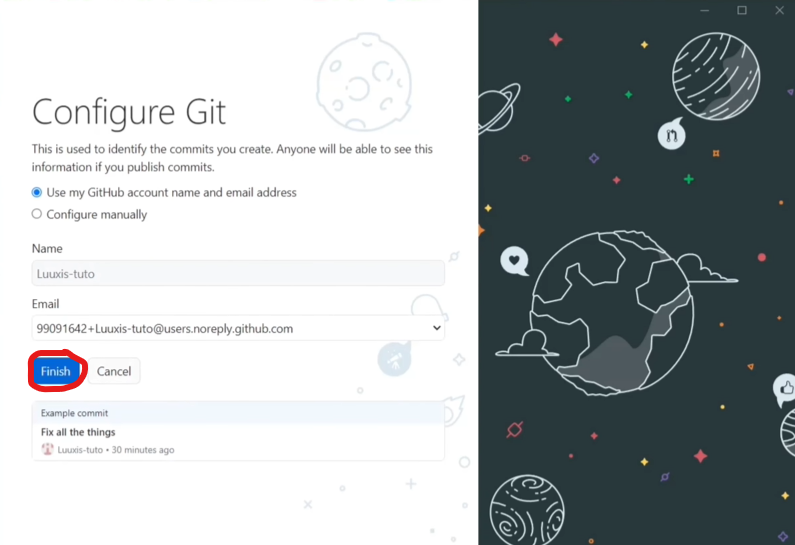 Configure Git
This is used to identify the commits you create. Anyone will be able to see this
information if you publish commits.
Use my GitHub account name and email address
Configure manually
Name
Luuxis-tuto
Email
99091642+Luuxis-tuto@users.noreply.github.com
Finish Cancel
Example commit
Fix all the things
Luuxis-tuto • 30 minutes ago